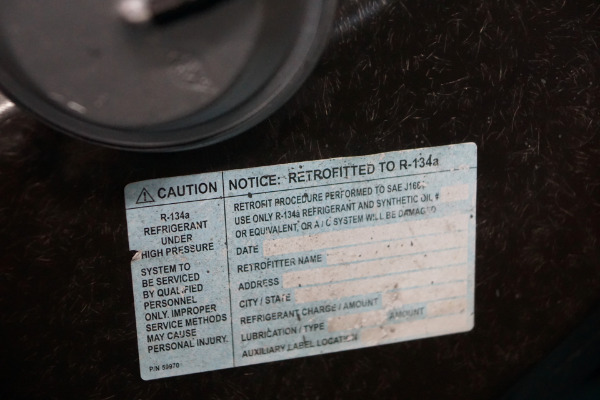 CAUTION
R-134a
REFRIGERANT
UNDER
HIGH PRESSURE
SYSTEM TO
BE SERVICED
BY QUALIFIED
PERSONNEL
ONLY. IMPROPER
SERVICE METHODS
MAY CAUSE
PERSONAL INJURY.
P/N 59970
NOTICE: RETROFITTED TO R-134a
RETROFIT PROCEDURE PERFORMED TO SAE
USE ONLY R-134a REFRIGERANT AND SYNTHETIC OIL #
OR EQUIVALENT, OR A/C SYSTEM WILL BE DAMAGED
DATE
RETROFITTER NAME
ADDRESS
CITY / STATE
REFRIGERANT CHARGE / AMOUNT
LUBRICATION / TYPE AMOUNT
AUXILIARY LABEL LOCATION